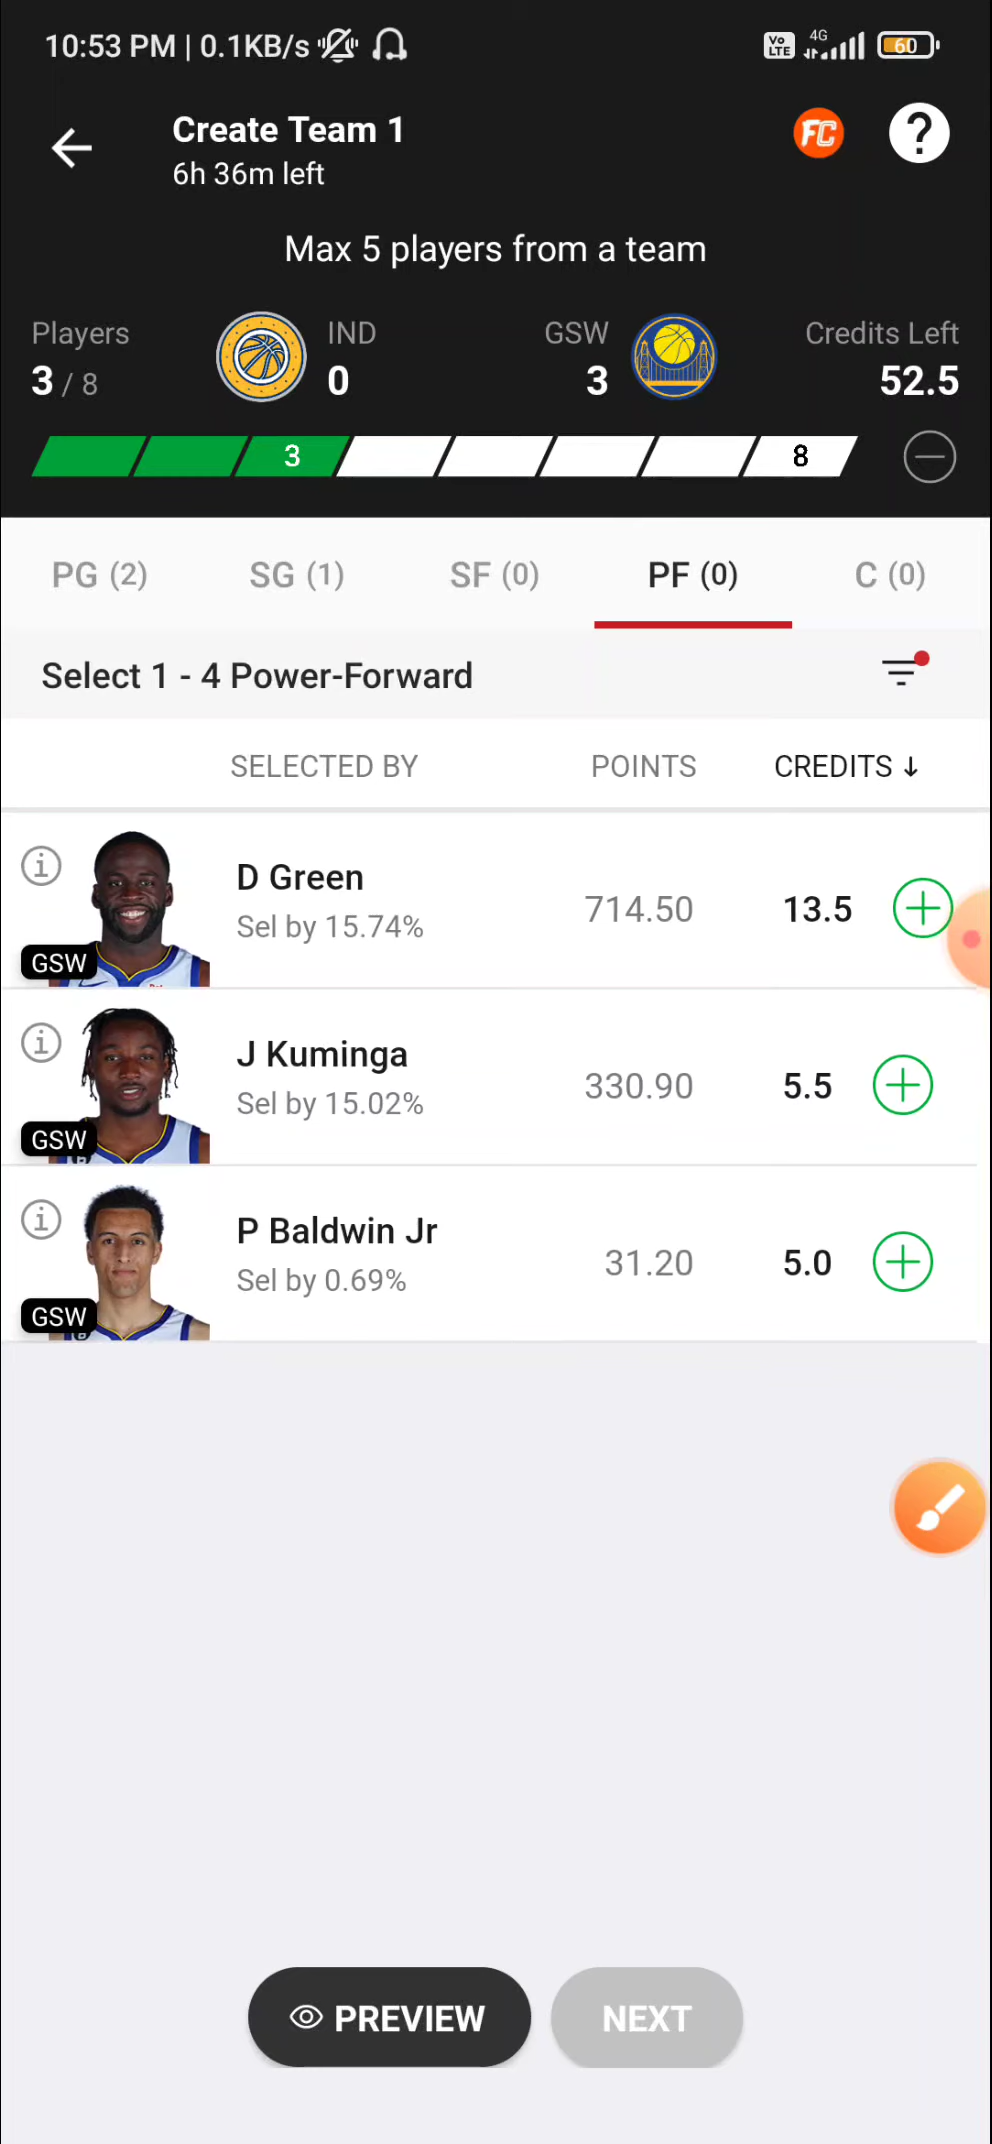 10:53 PM | 0.1KB/s Vo LTE 4G 60
Create Team 1
FC ?
6h 36m left
Max 5 players from a team
Players IND GSW Credits Left
3 / 8 0 3 52.5
3 8
PG (2) SG (1) SF (0) PF (0) C (0)
Select 1 - 4 Power-Forward
SELECTED BY POINTS CREDITS ↓
D Green
Sel by 15.74%
714.50 13.5
GSW
J Kuminga
Sel by 15.02%
330.90 5.5
GSW
P Baldwin Jr
Sel by 0.69%
31.20 5.0
GSW
PREVIEW NEXT